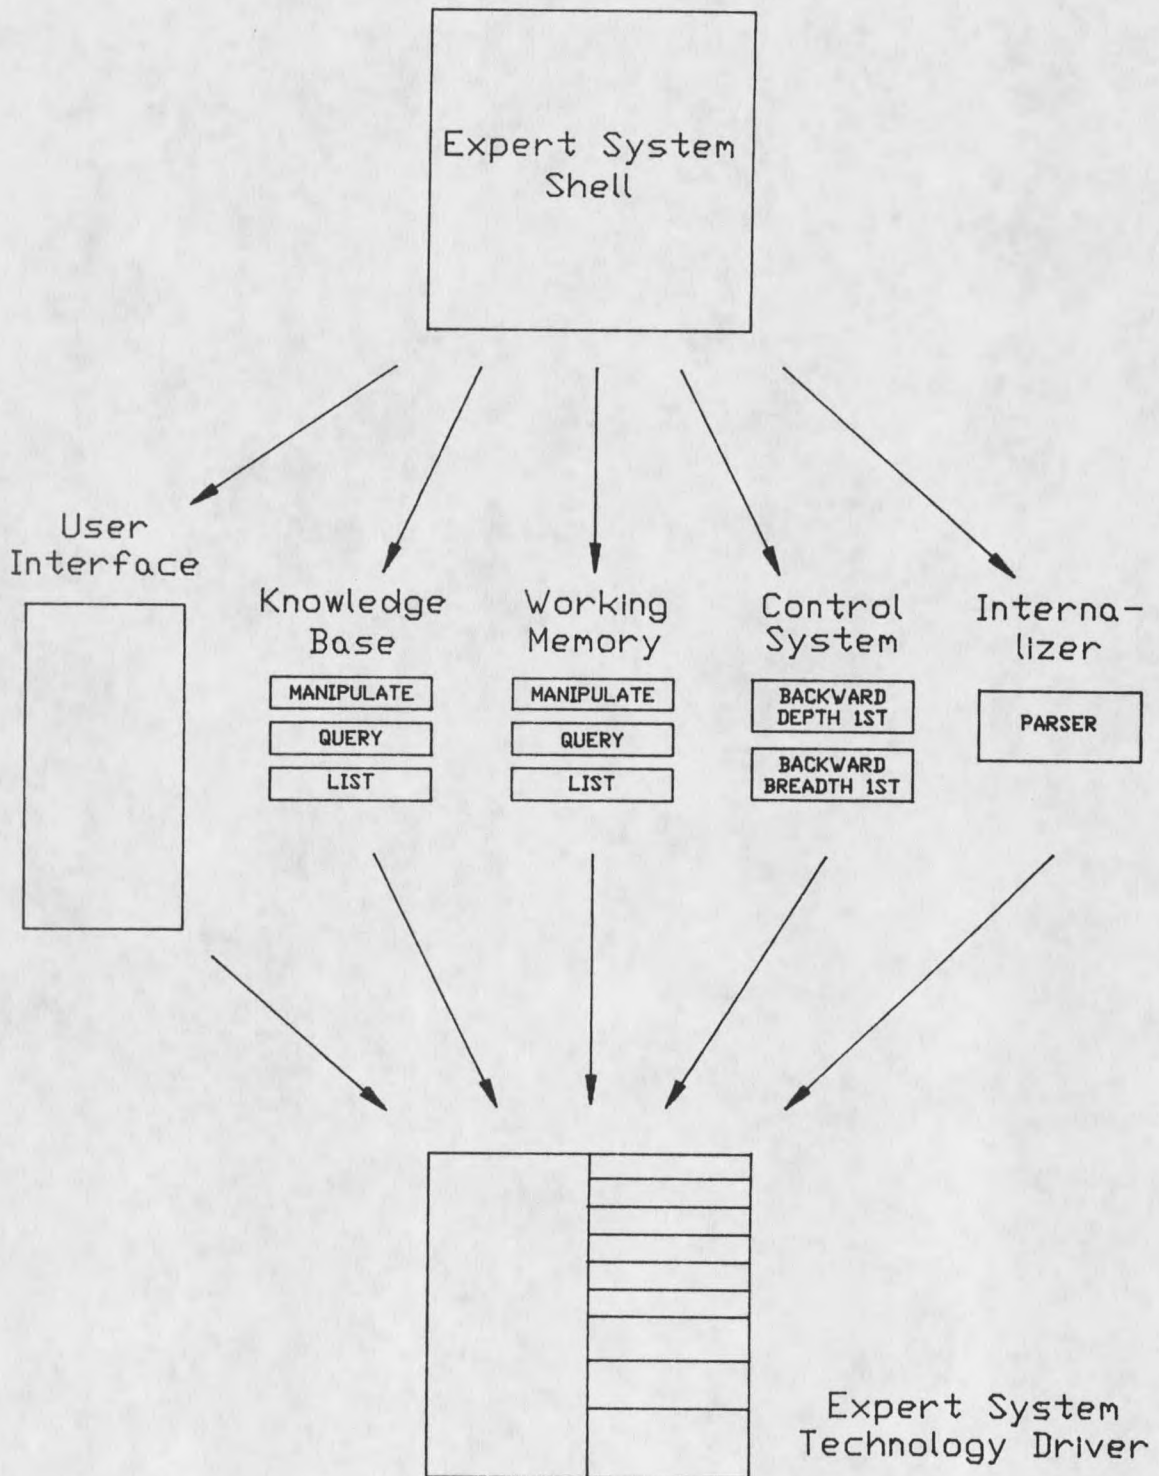 Expert System
Shell
User
Interface
Knowledge
Base
MANIPULATE
QUERY
LIST
Working
Memory
MANIPULATE
QUERY
LIST
Control
System
BACKWARD
DEPTH 1ST
BACKWARD
BREADTH 1ST
Interna-
lizer
PARSER
Expert System
Technology Driver